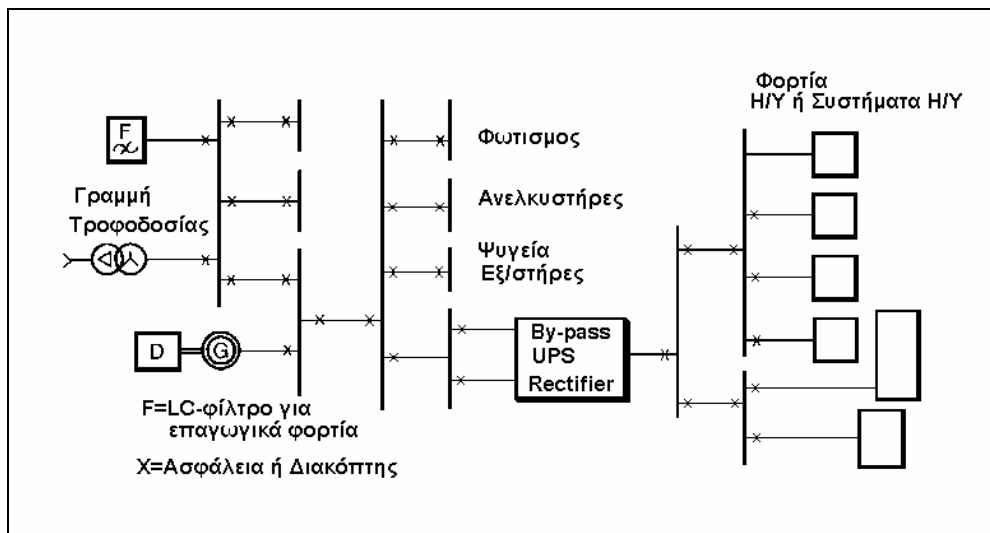 Φορτία
Η/Υ ή Συστήματα Η/Υ
F
Φωτισμος
Γραμμή
Τροφοδοσίας
Ανελκυστήρες
Ψυγεία
Εξ/στήρες
D
G
By-pass
UPS
Rectifier
F=LC-φίλτρο για
επαγωγικά φορτία
X=Ασφάλεια ή Διακόπτης